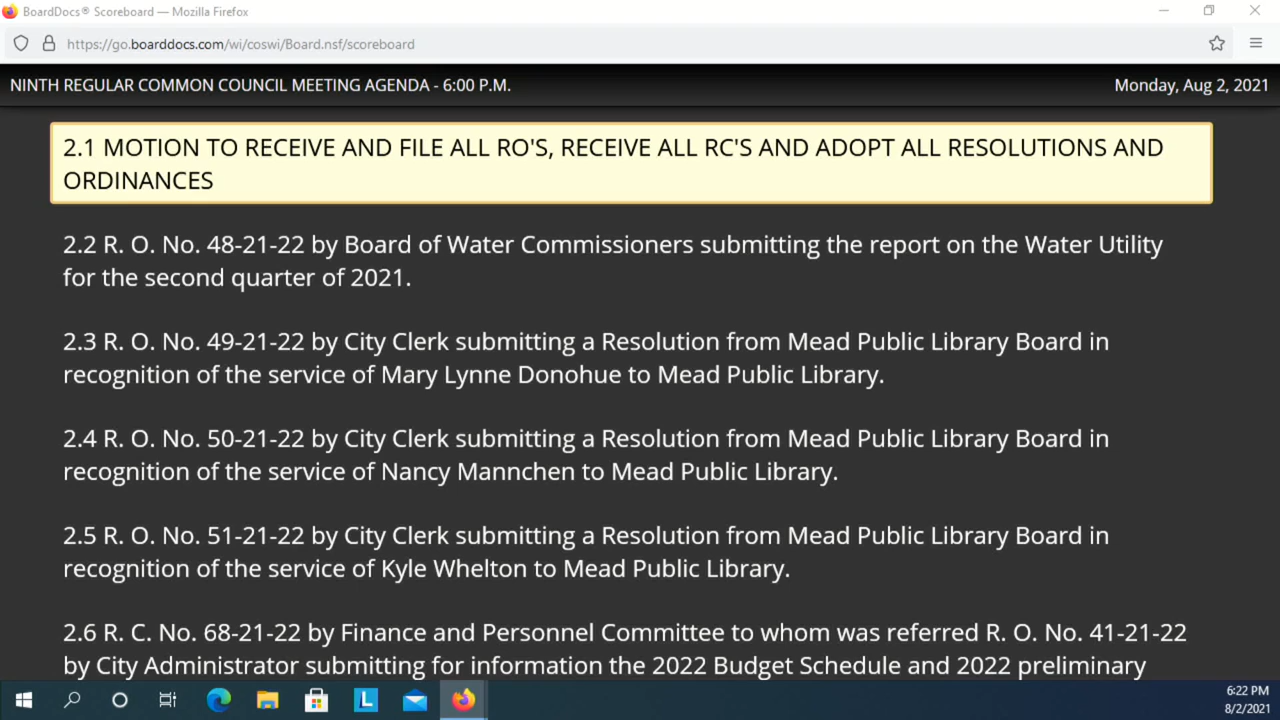 BoardDocs® Scoreboard — Mozilla Firefox
https://go.boarddocs.com/wi/coswi/Board.nsf/scoreboard
NINTH REGULAR COMMON COUNCIL MEETING AGENDA - 6:00 P.M.
Monday, Aug 2, 2021
2.1 MOTION TO RECEIVE AND FILE ALL RO'S, RECEIVE ALL RC'S AND ADOPT ALL RESOLUTIONS AND
ORDINANCES
2.2 R. O. No. 48-21-22 by Board of Water Commissioners submitting the report on the Water Utility
for the second quarter of 2021.
2.3 R. O. No. 49-21-22 by City Clerk submitting a Resolution from Mead Public Library Board in
recognition of the service of Mary Lynne Donohue to Mead Public Library.
2.4 R. O. No. 50-21-22 by City Clerk submitting a Resolution from Mead Public Library Board in
recognition of the service of Nancy Mannchen to Mead Public Library.
2.5 R. O. No. 51-21-22 by City Clerk submitting a Resolution from Mead Public Library Board in
recognition of the service of Kyle Whelton to Mead Public Library.
2.6 R. C. No. 68-21-22 by Finance and Personnel Committee to whom was referred R. O. No. 41-21-22
by City Administrator submitting for information the 2022 Budget Schedule and 2022 preliminary
L
6:22 PM
8/2/2021